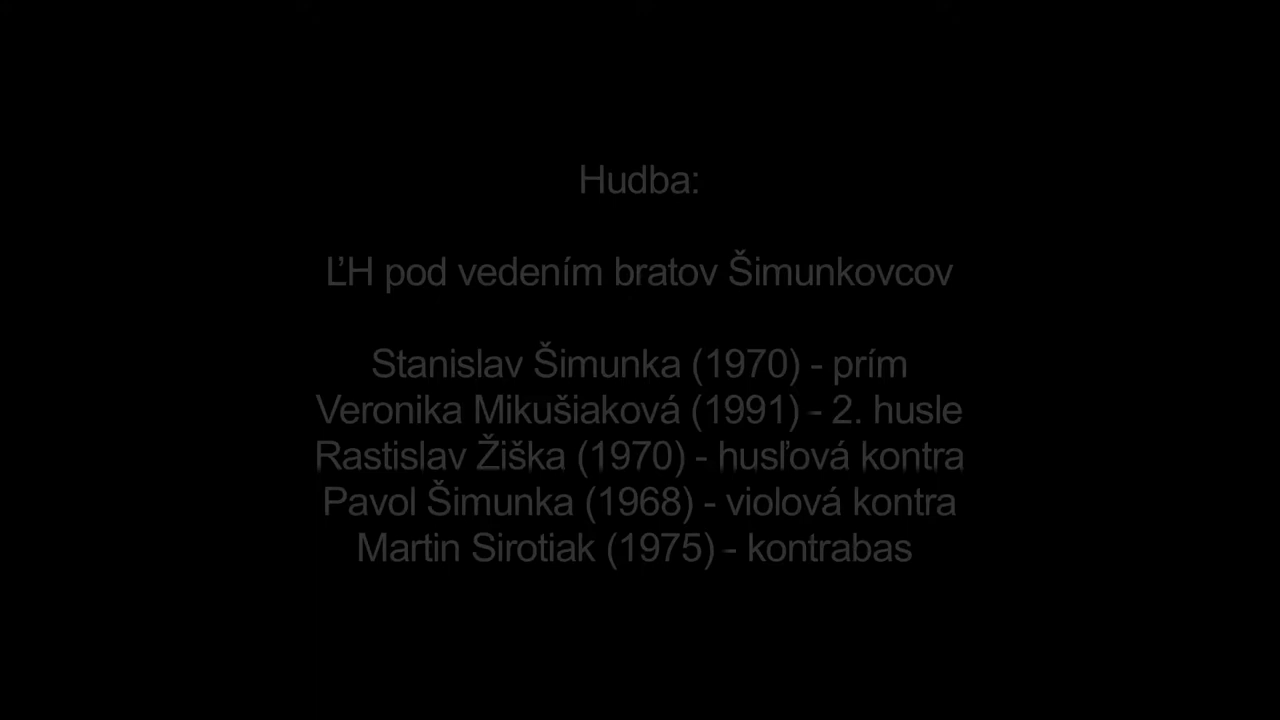 Hudba:
ĽH pod vedením bratov Šimunkovcov
Stanislav Šimunka (1970) - prím
Veronika Mikušiaková (1991) - 2. husle
Rastislav Žiška (1970) - husľová kontra
Pavol Šimunka (1968) - violová kontra
Martin Sirotiak (1975) - kontrabas